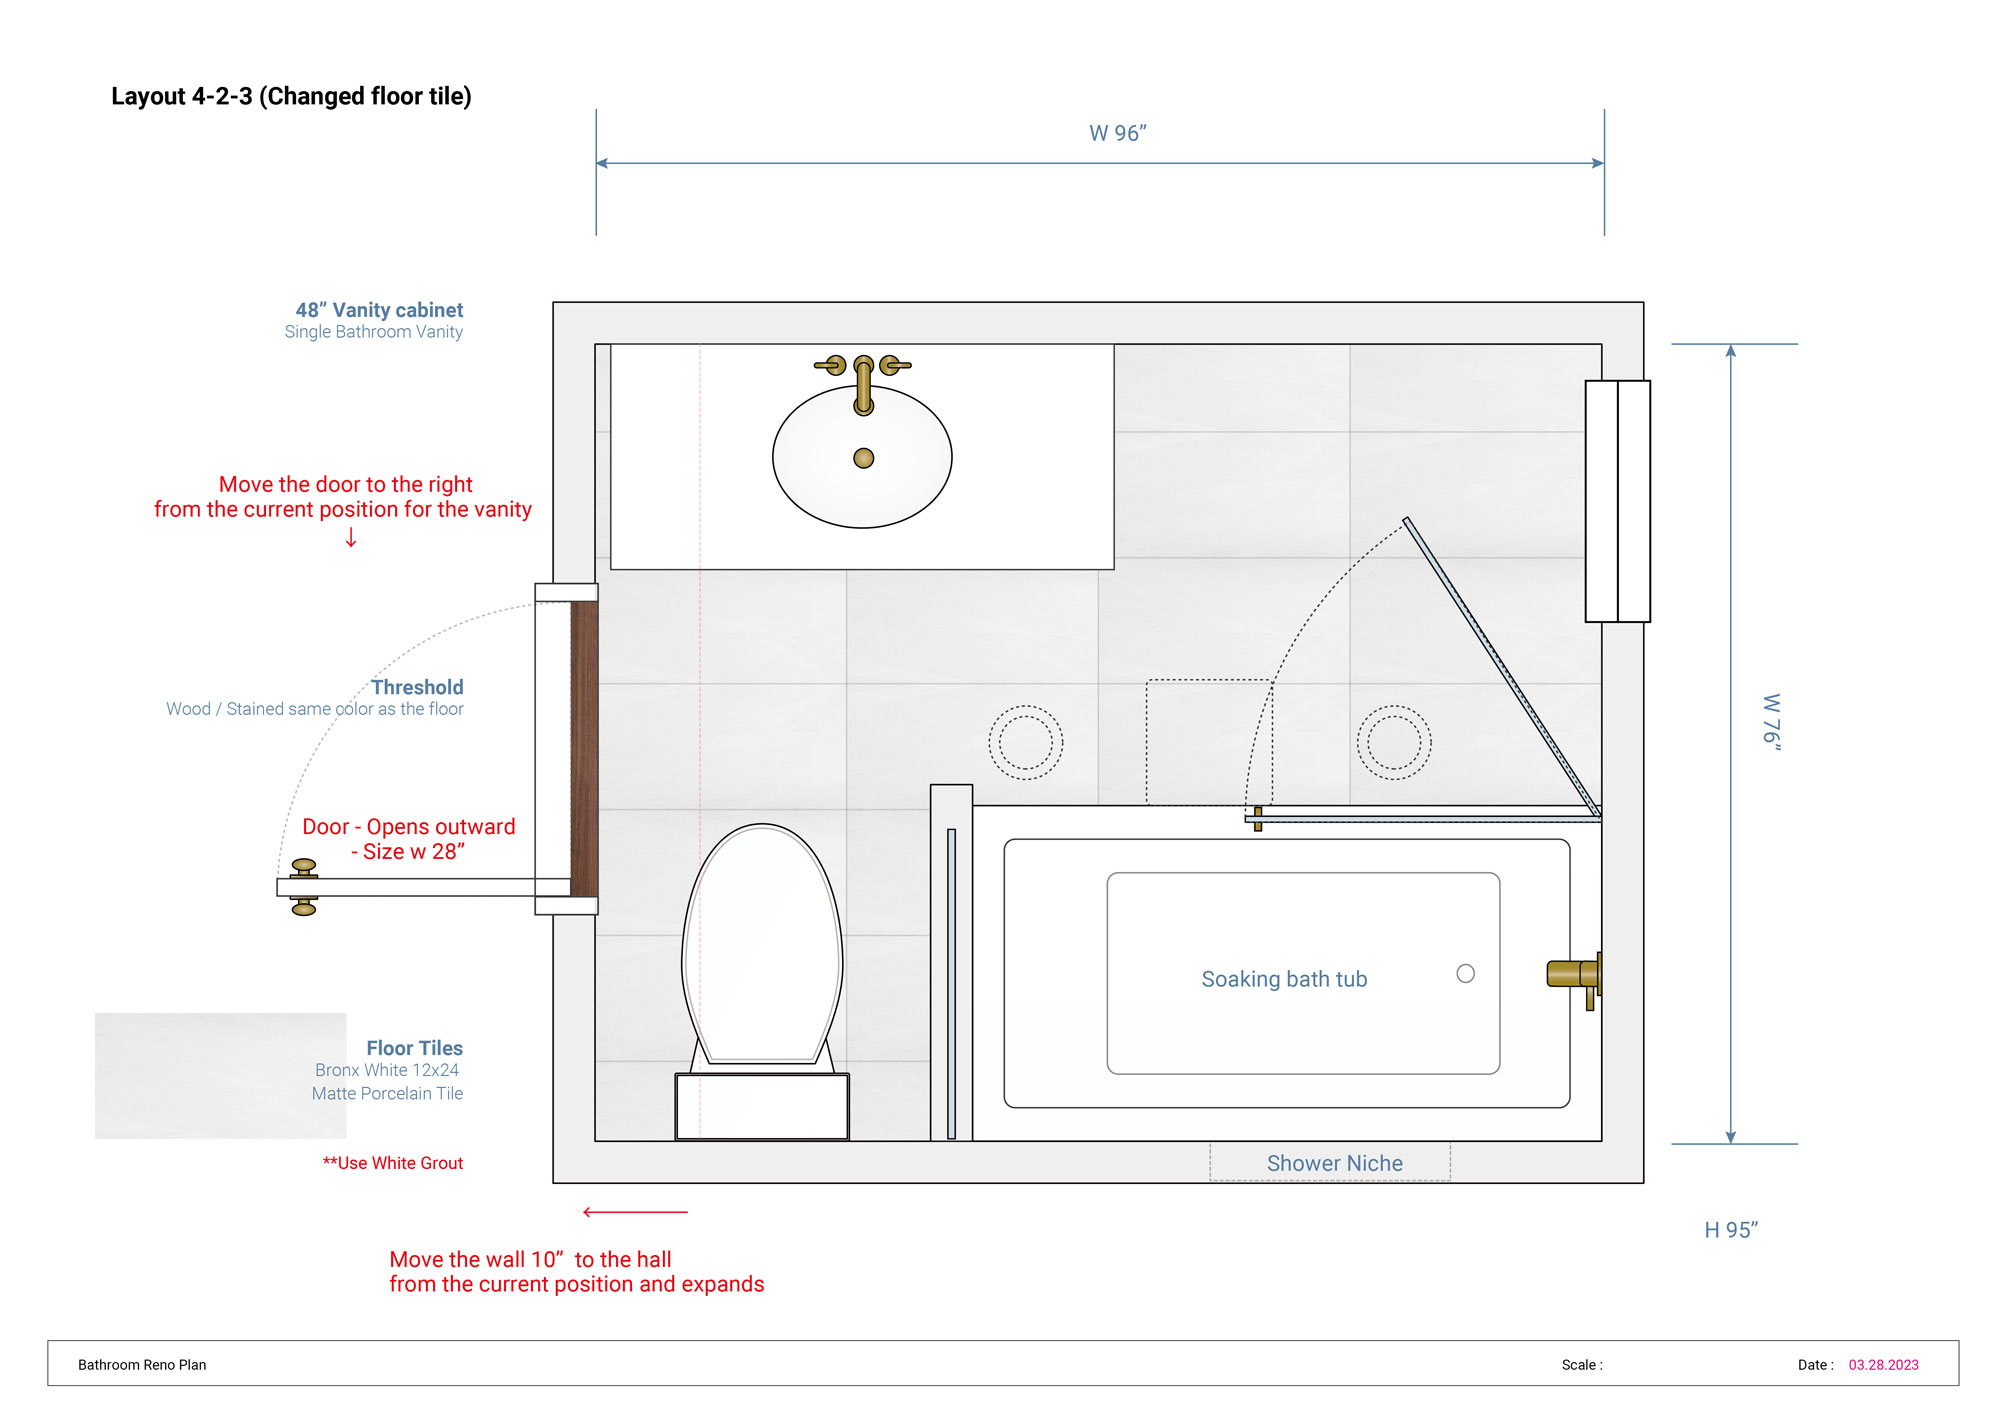 Layout 4-2-3 (Changed floor tile)
W 96”
48” Vanity cabinet
Single Bathroom Vanity
Move the door to the right
from the current position for the vanity
↓
Threshold
Wood / Stained same color as the floor
W 76”
Door - Opens outward
- Size w 28”
Soaking bath tub
Floor Tiles
Bronx White 12x24
Matte Porcelain Tile
**Use White Grout
Shower Niche
H 95”
Move the wall 10”  to the hall
from the current position and expands
Bathroom Reno Plan
Scale :
Date : 03.28.2023